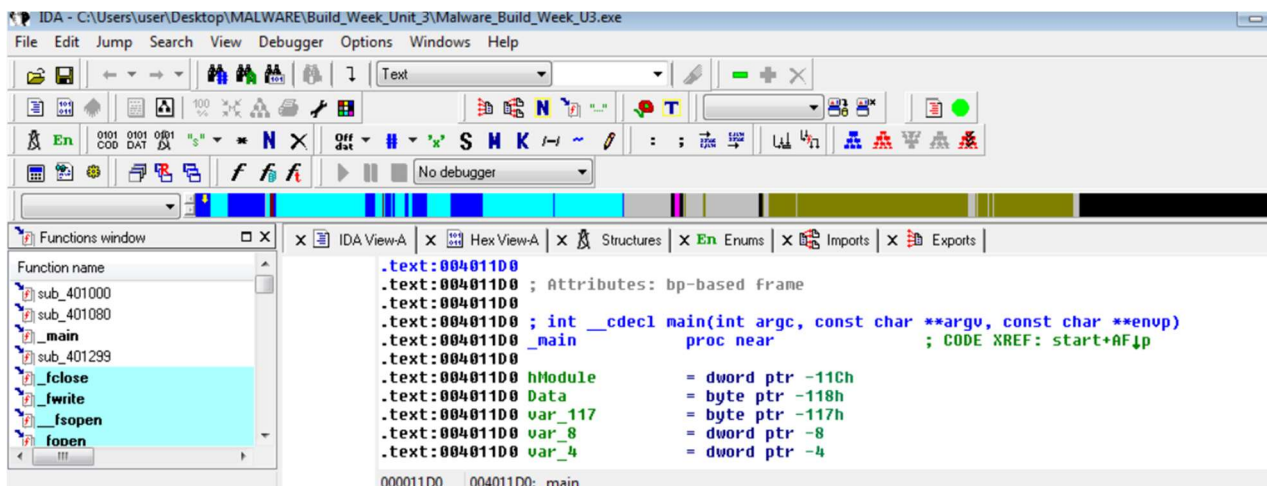 IDA - C:\Users\user\Desktop\MALWARE\Build_Week_Unit_3\Malware_Build_Week_U3.exe
File Edit Jump Search View Debugger Options Windows Help
Text
En
Off dat
No debugger
Functions window
IDA View-A
Hex View-A
Structures
En Enums
Imports
Exports
Function name
sub_401000
sub_401080
_main
sub_401299
_fclose
_fwrite
__fsopen
_fopen
.text:004011D0
.text:004011D0 ; Attributes: bp-based frame
.text:004011D0
.text:004011D0 ; int __cdecl main(int argc, const char **argv, const char **envp)
.text:004011D0 _main proc near ; CODE XREF: start+AF↓p
.text:004011D0
.text:004011D0 hModule = dword ptr -11Ch
.text:004011D0 Data = byte ptr -118h
.text:004011D0 var_117 = byte ptr -117h
.text:004011D0 var_8 = dword ptr -8
.text:004011D0 var_4 = dword ptr -4
000011D0 004011D0: _main